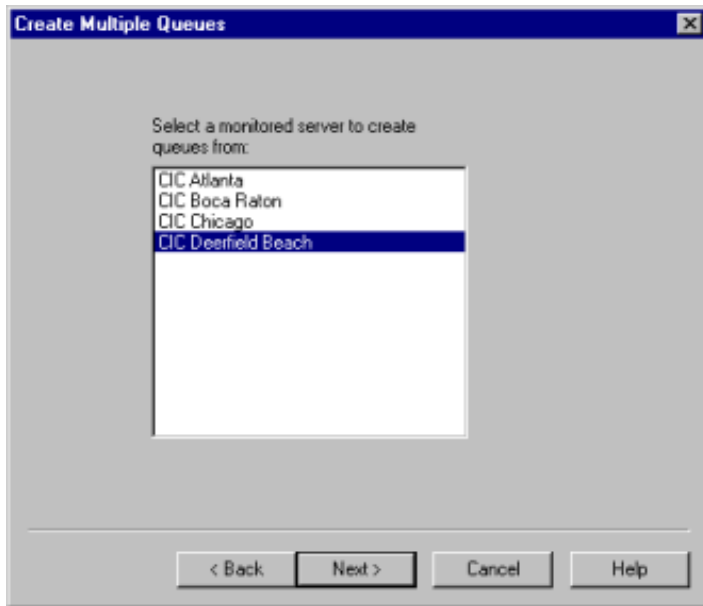 Create Multiple Queues
Select a monitored server to create
queues from:
CIC Atlanta
CIC Boca Raton
CIC Chicago
CIC Deerfield Beach
< Back
Next >
Cancel
Help